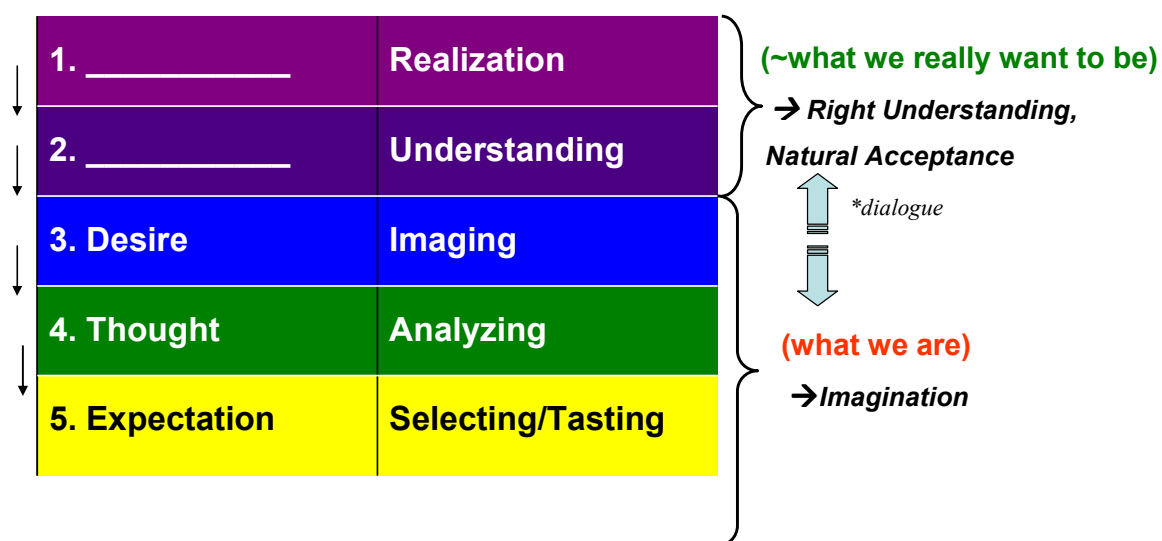 1. ___________ Realization
2. ___________ Understanding
3. Desire Imaging
4. Thought Analyzing
5. Expectation Selecting/Tasting
(~what we really want to be)
→ Right Understanding,
Natural Acceptance
*dialogue
(what we are)
→Imagination